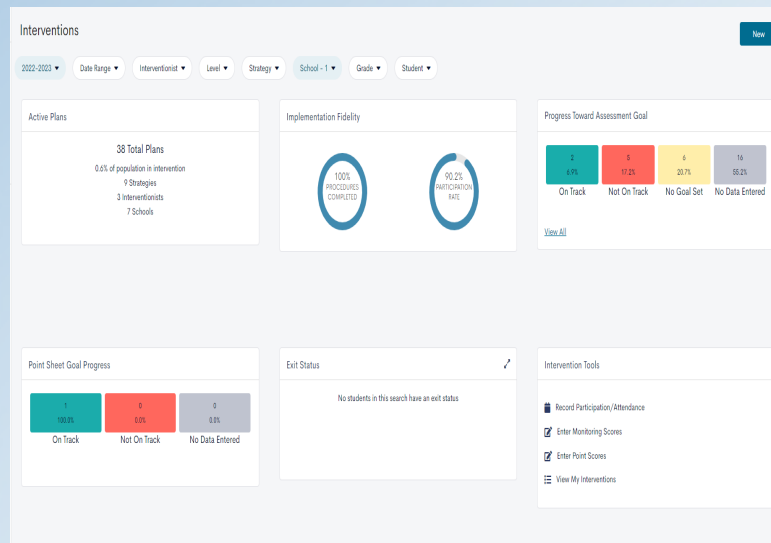 Interventions
New
2022-2023
Date Range
Interventionist
Level
Strategy
School - 1
Grade
Student
Active Plans
38 Total Plans
0.6% of population in intervention
9 Strategies
3 Interventionists
7 Schools
Implementation Fidelity
100%
PROCEDURES
COMPLETED
90.2%
PARTICIPATION
RATE
Progress Toward Assessment Goal
2
6.9%
On Track
5
17.2%
Not On Track
6
20.7%
No Goal Set
16
55.2%
No Data Entered
View All
Point Sheet Goal Progress
1
100.0%
On Track
0
0.0%
Not On Track
0
0.0%
No Data Entered
Exit Status
No students in this search have an exit status
Intervention Tools
Record Participation/Attendance
Enter Monitoring Scores
Enter Point Scores
View My Interventions